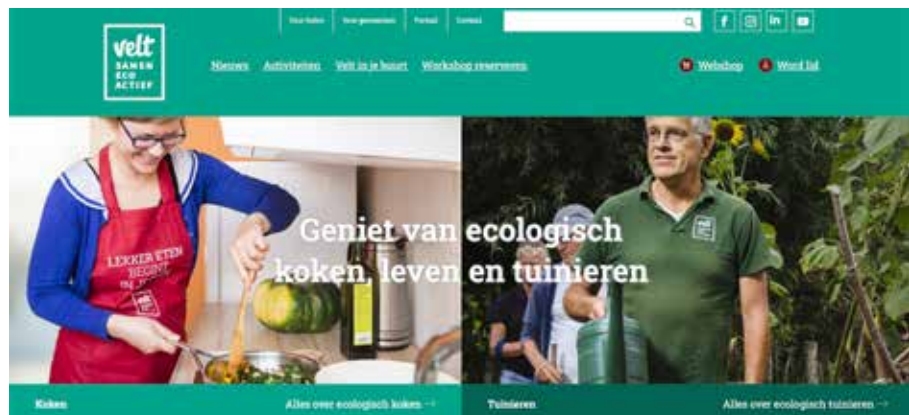 Voor leden Voor gemeenten Portaal Contact
velt
SAMEN
ECO
ACTIEF
Nieuws Activiteiten Velt in je buurt Workshop reserveren
Webshop Word lid
Geniet van ecologisch
koken, leven en tuinieren
LEKKER ETEN
BEGINT
velt
velt
Koken Alles over ecologisch koken →
Tuinieren Alles over ecologisch tuinieren →